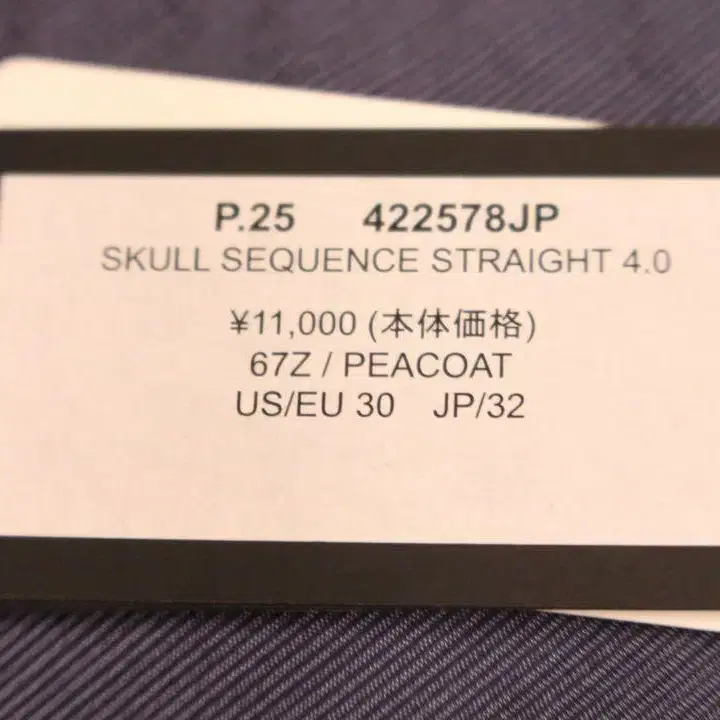 P.25 422578JP
SKULL SEQUENCE STRAIGHT 4.0
¥11,000 (本体価格)
67Z / PEACOAT
US/EU 30 JP/32